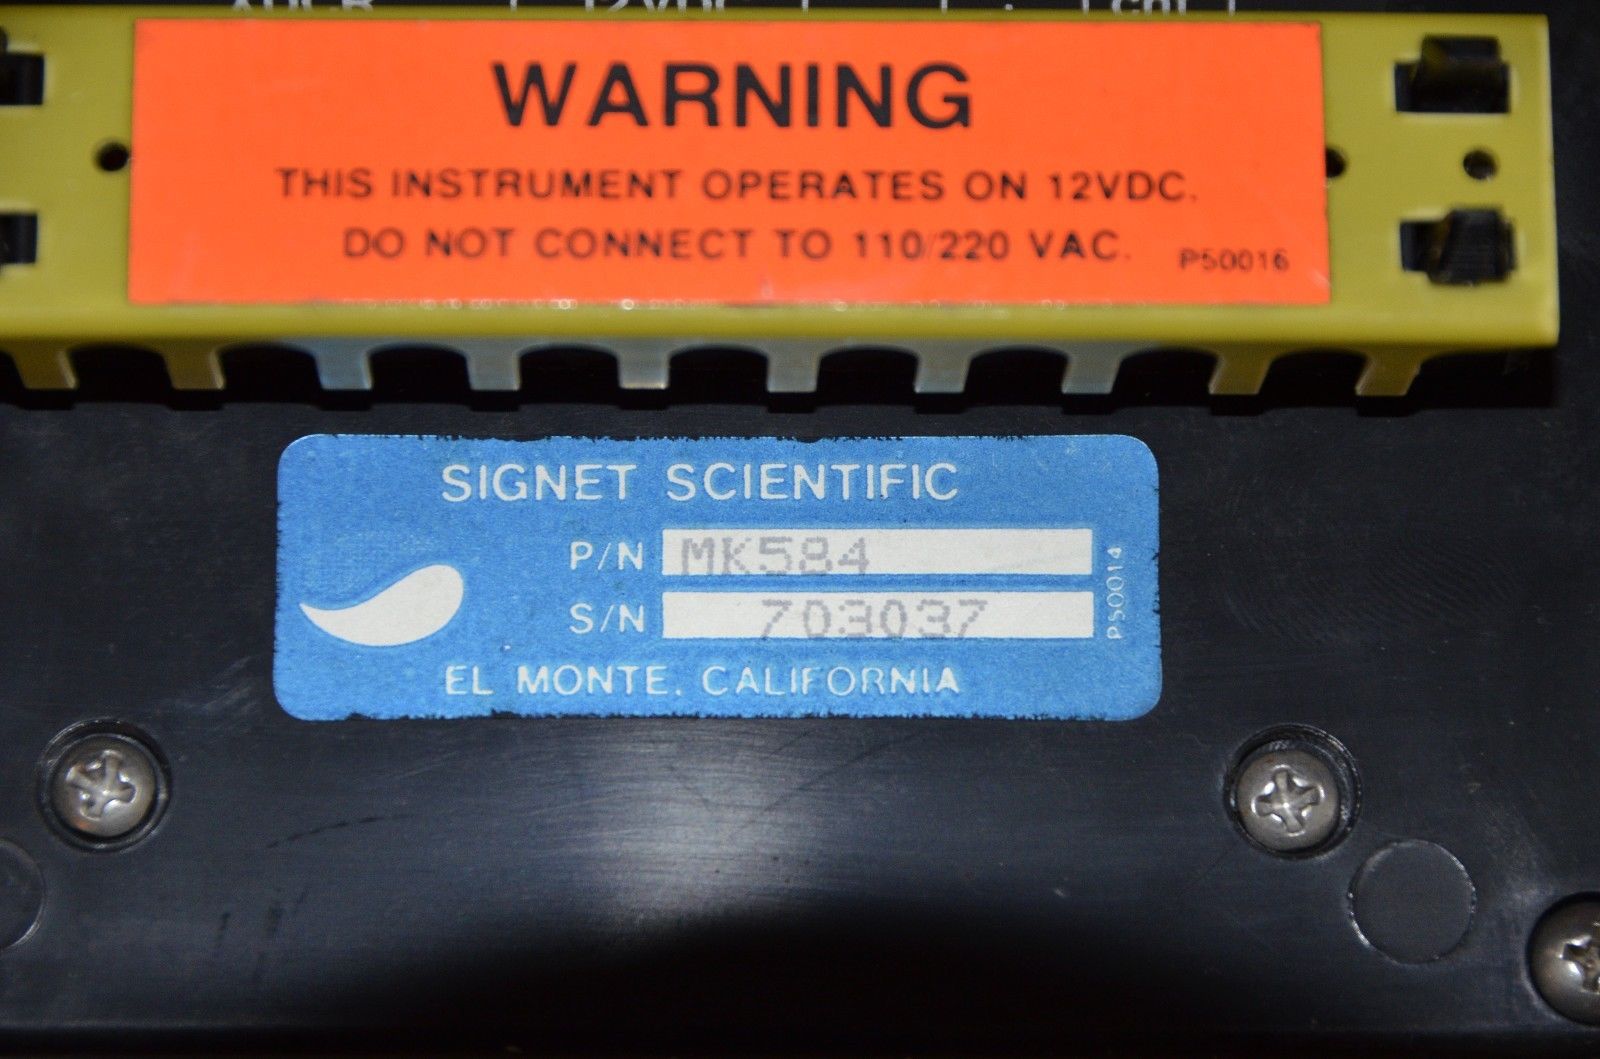 12VDC
WARNING
THIS INSTRUMENT OPERATES ON 12VDC.
DO NOT CONNECT TO 110/220 VAC.
P50016
SIGNET SCIENTIFIC
P/N MK584
S/N 703037
P50014
EL MONTE, CALIFORNIA